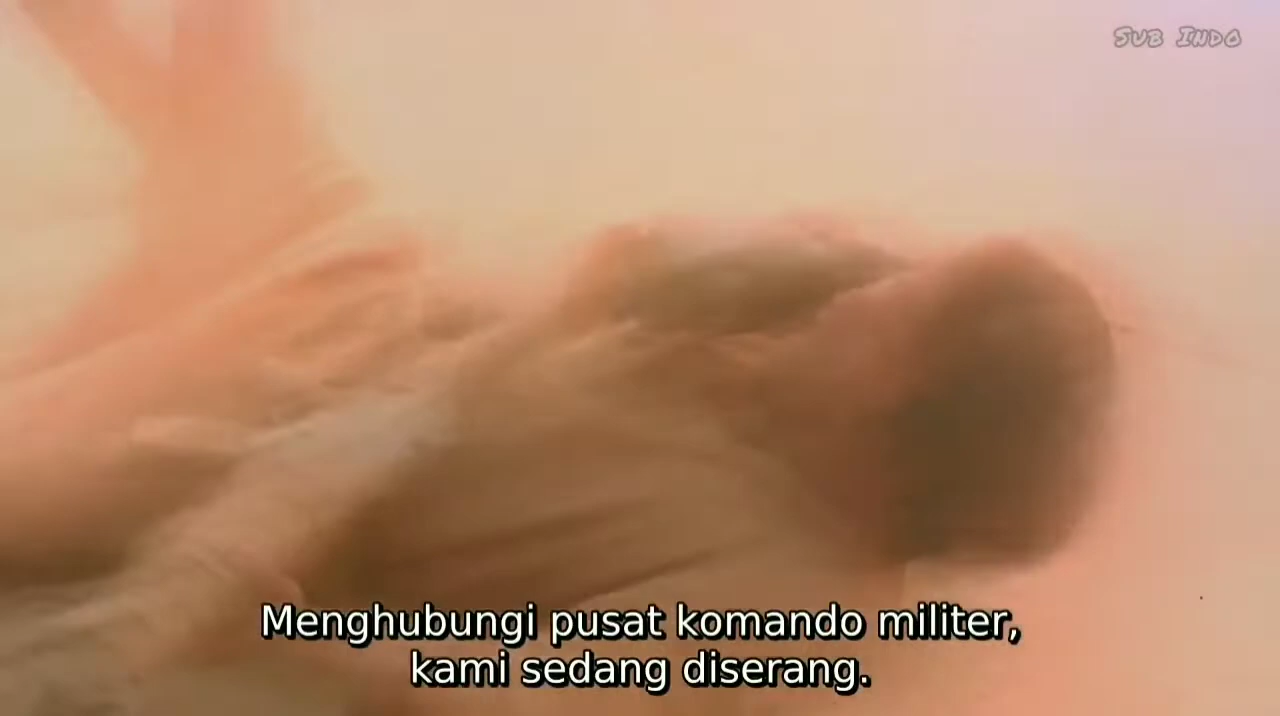 Sub Indo
Menghubungi pusat komando militer,
kami sedang diserang.